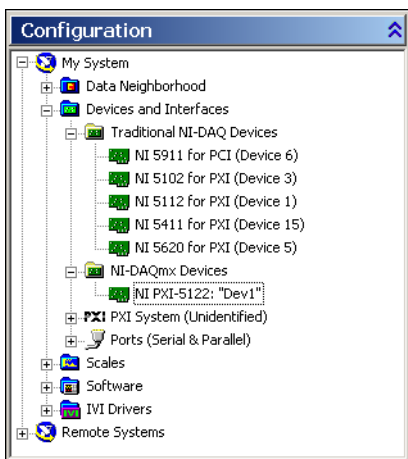 Configuration
My System
Data Neighborhood
Devices and Interfaces
Traditional NI-DAQ Devices
NI 5911 for PCI (Device 6)
NI 5102 for PXI (Device 3)
NI 5112 for PXI (Device 1)
NI 5411 for PXI (Device 15)
NI 5620 for PXI (Device 5)
NI-DAQmx Devices
NI PXI-5122: "Dev1"
PXI PXI System (Unidentified)
Ports (Serial & Parallel)
Scales
Software
IVI IVI Drivers
Remote Systems